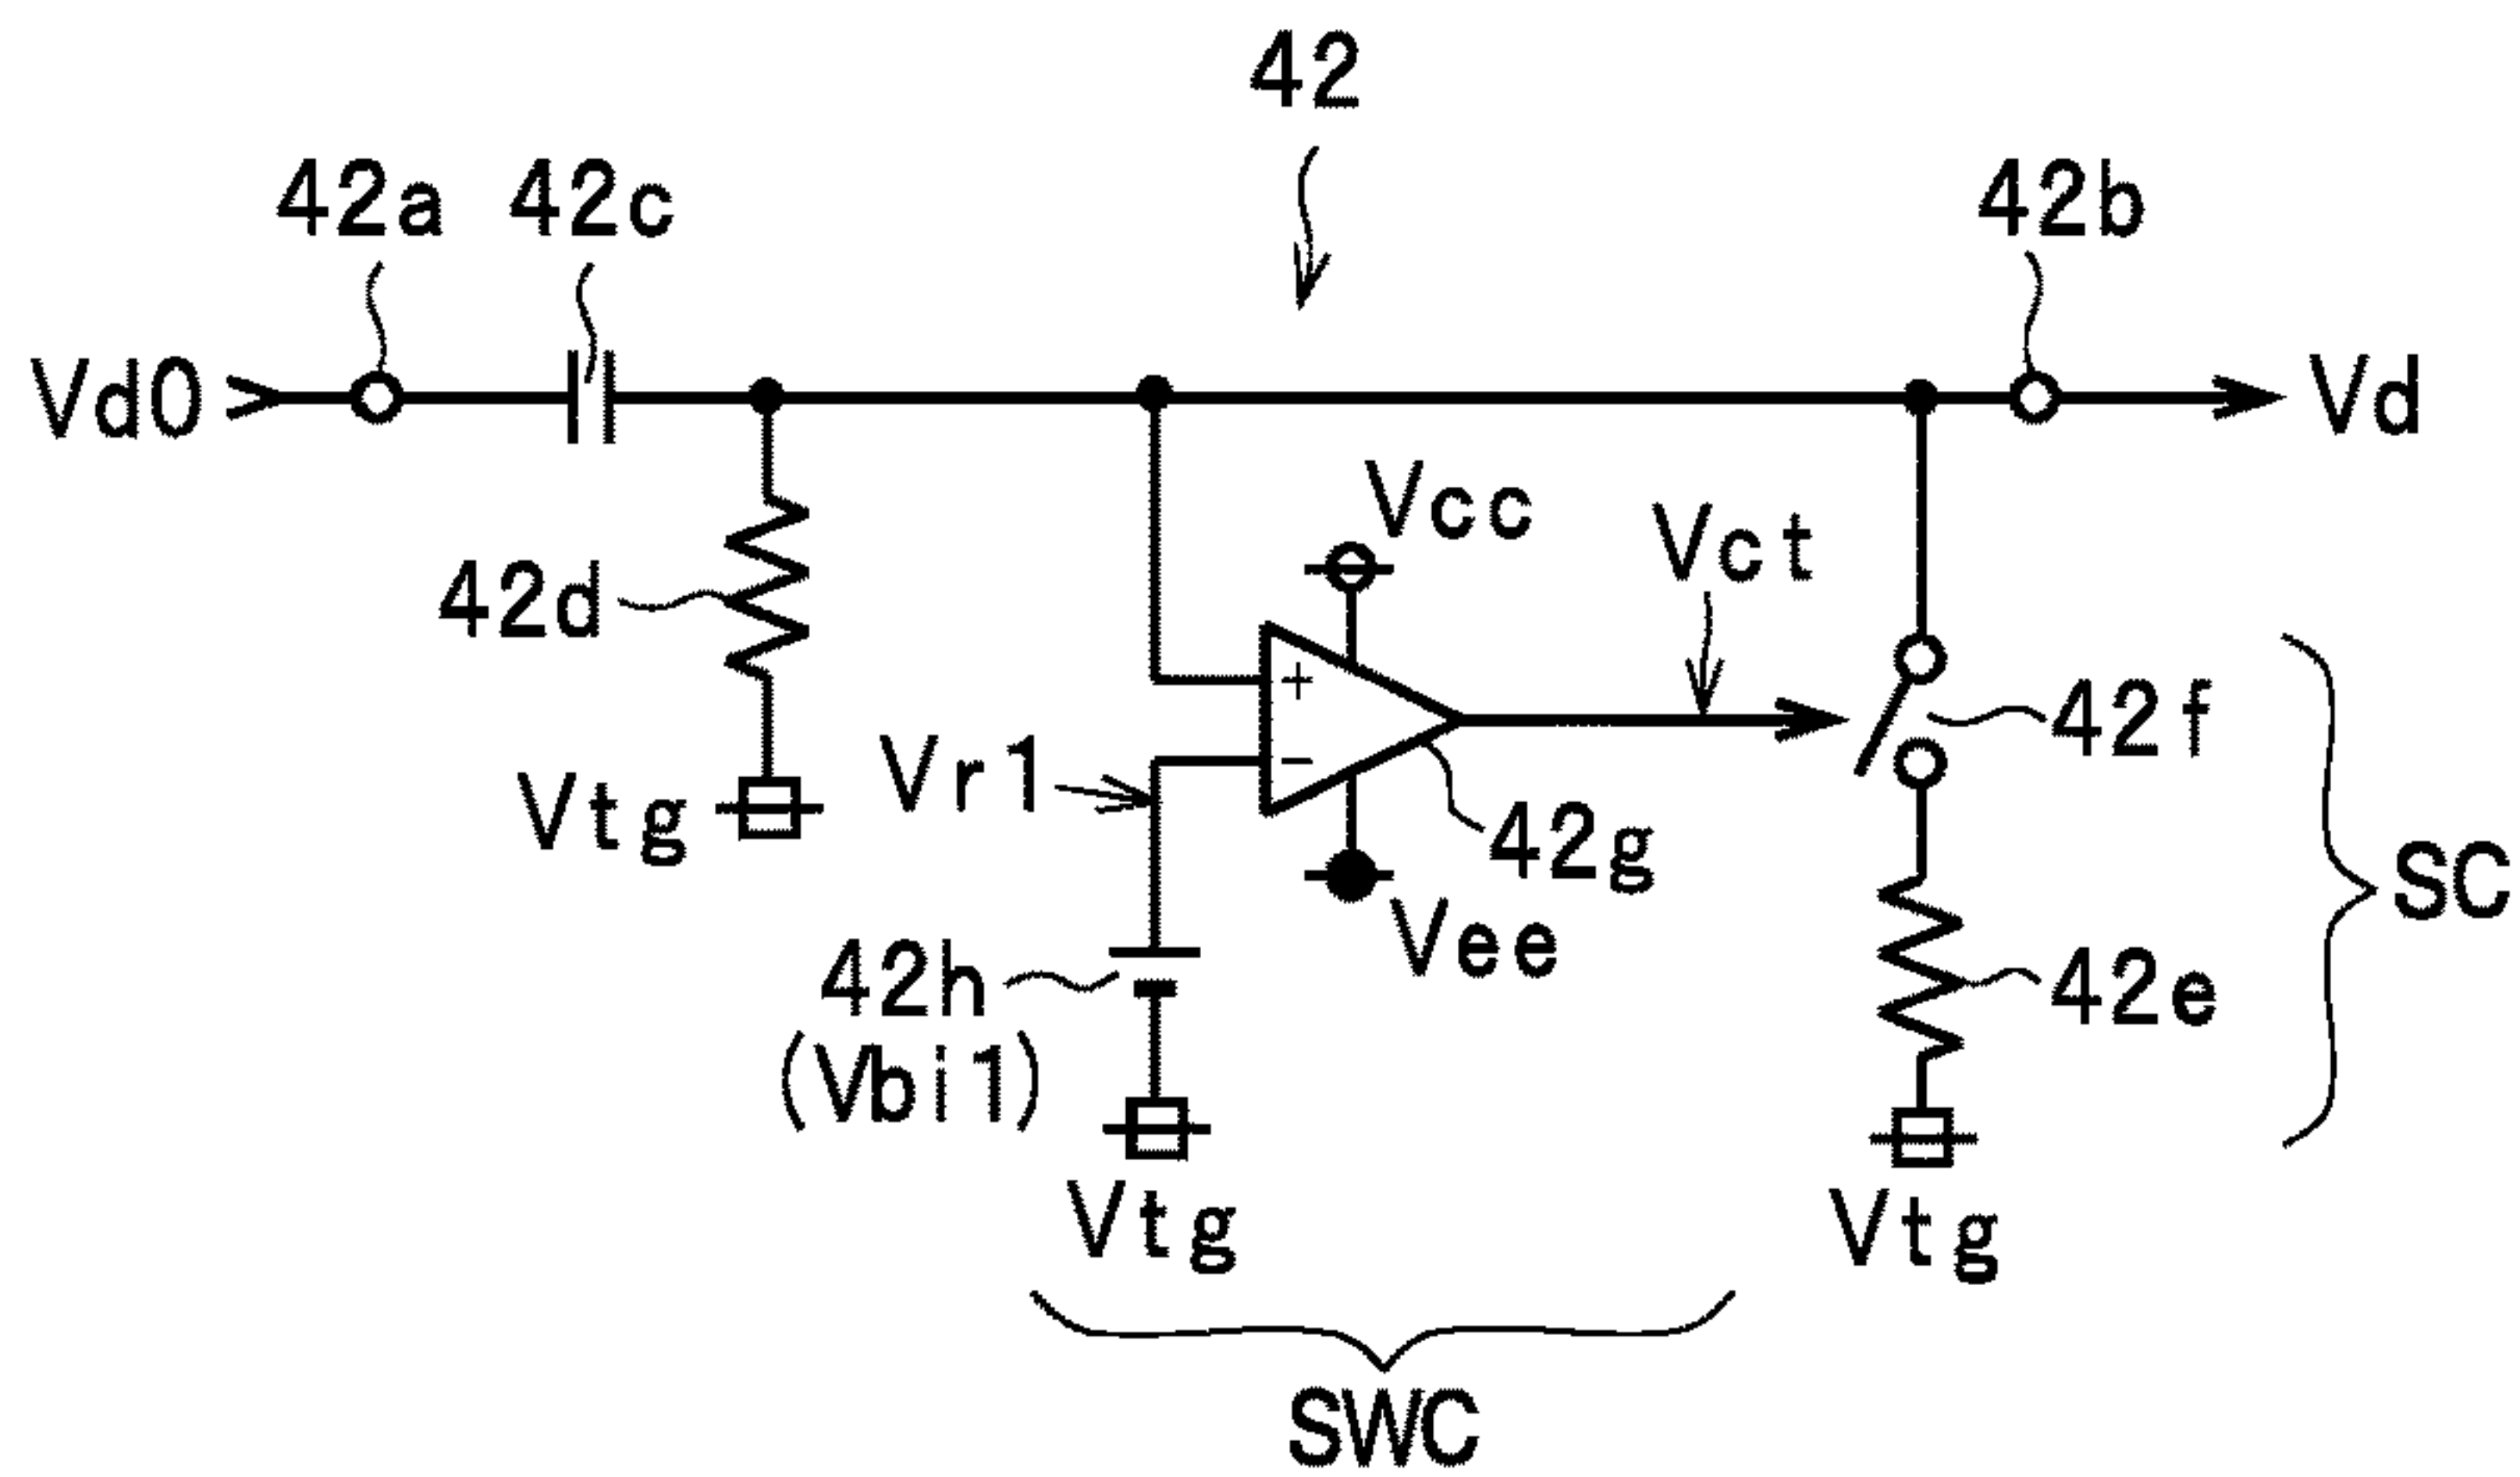 42
42a
42c
42b
Vd0
Vd
Vcc
Vct
42d
+
42f
Vr1
−
Vtg
42g
SC
Vee
42h
42e
(Vbi1)
Vtg
Vtg
SWC